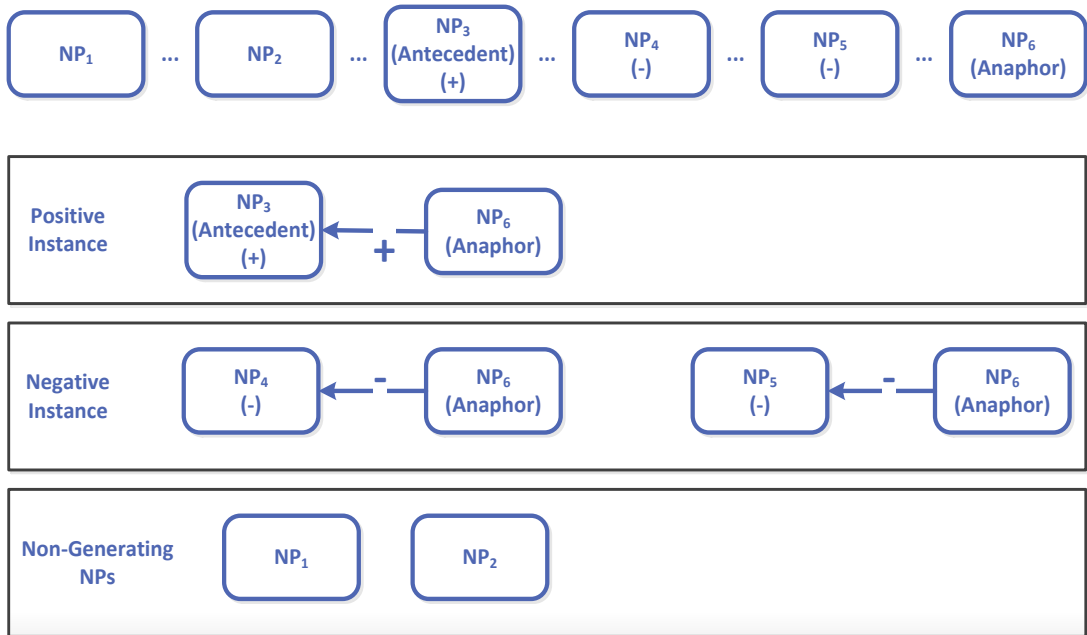 NP₁ ... NP₂ ... NP₃ ... NP₄ ... NP₅ ... NP₆
(Antecedent) (-) (-) (Anaphor)
(+)
Positive
Instance
NP₃
(Antecedent)
(+)
+
NP₆
(Anaphor)
Negative
Instance
NP₄
(-)
-
NP₆
(Anaphor)
NP₅
(-)
-
NP₆
(Anaphor)
Non-Generating
NPs
NP₁
NP₂